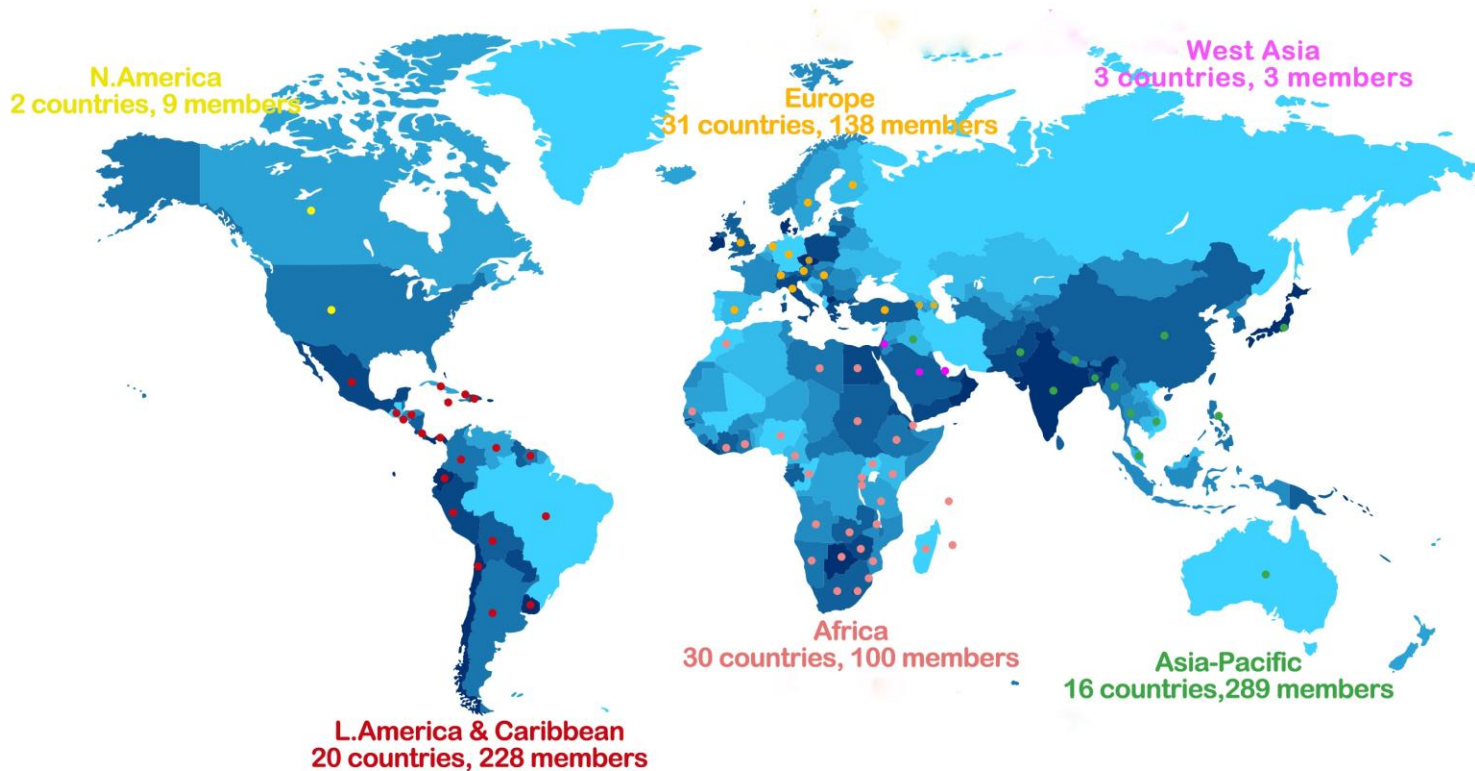 N.America
2 countries, 9 members
Europe
31 countries, 138 members
West Asia
3 countries, 3 members
Africa
30 countries, 100 members
Asia-Pacific
16 countries,289 members
L.America & Caribbean
20 countries, 228 members